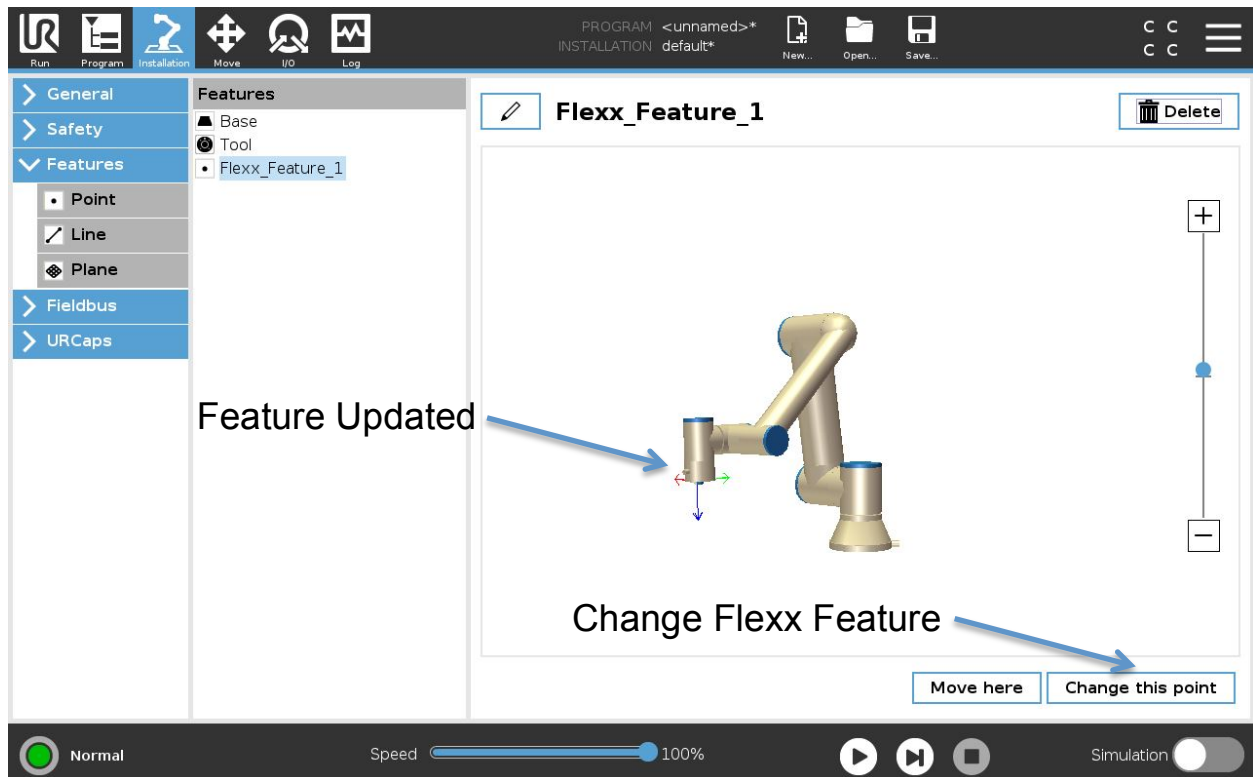 UR
PROGRAM <unnamed>*
INSTALLATION default*
C C
C C
Run Program Installation Move I/O Log New... Open... Save...
General
Safety
Features
Point
Line
Plane
Fieldbus
URCaps
Features
Base
Tool
Flexx_Feature_1
Flexx_Feature_1
Delete
+
Feature Updated
−
Change Flexx Feature
Move here
Change this point
Normal
Speed 100%
Simulation